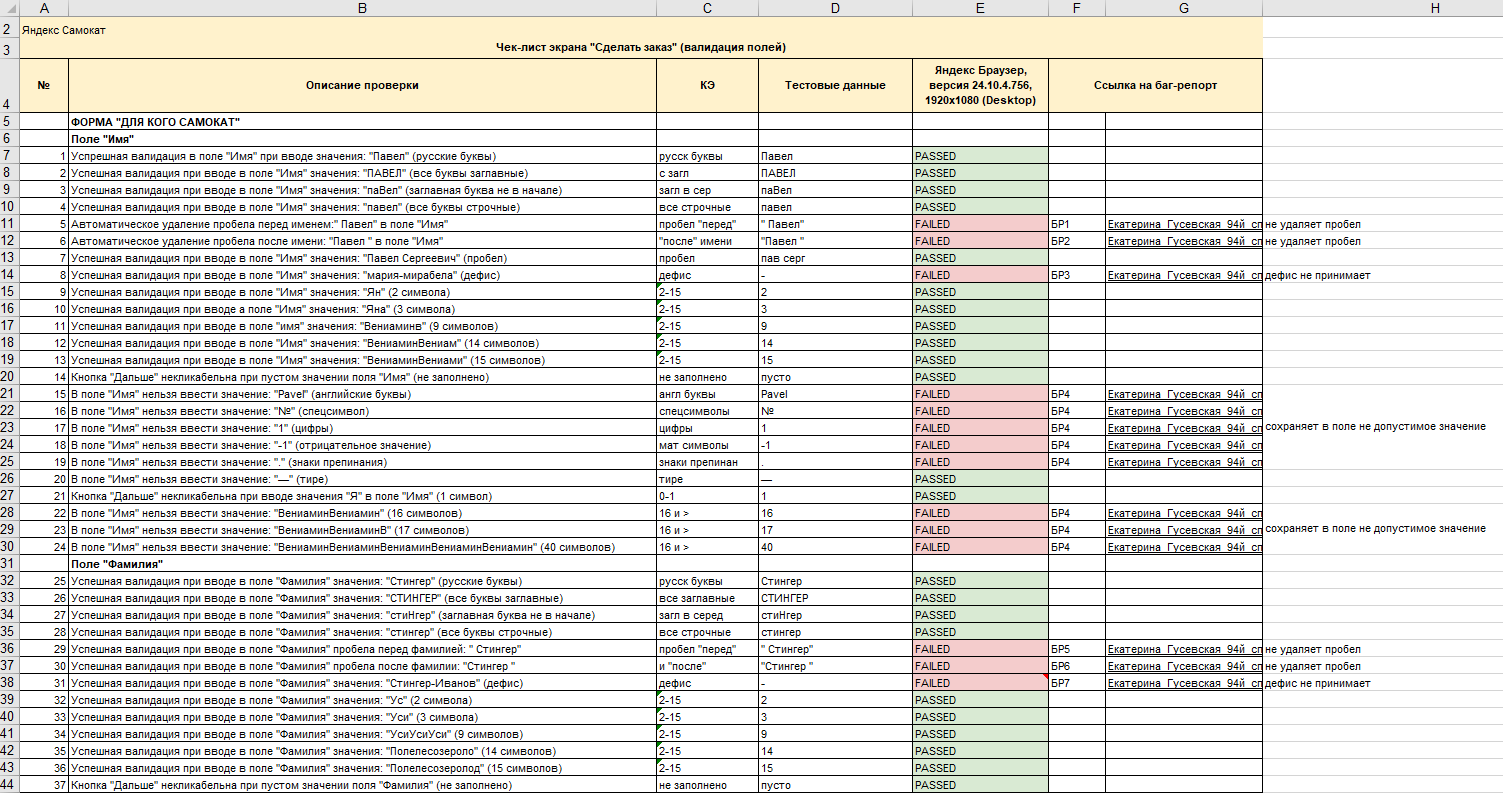 A B C D E F G H
2 Яндекс Самокат
3 Чек-лист экрана "Сделать заказ" (валидация полей)
4 № Описание проверки КЭ Тестовые данные Яндекс Браузер, версия 24.10.4.756, 1920x1080 (Desktop) Ссылка на баг-репорт
5 ФОРМА "ДЛЯ КОГО САМОКАТ"
6 Поле "Имя"
7 1 Успрешная валидация в поле "Имя" при вводе значения: "Павел" (русские буквы) русск буквы Павел PASSED
8 2 Успешная валидация при вводе в поле "Имя" значения: "ПАВЕЛ" (все буквы заглавные) с загл ПАВЕЛ PASSED
9 3 Успешная валидация при вводе в поле "Имя" значения: "паВел" (заглавная буква не в начале) загл в сер паВел PASSED
10 4 Успешная валидация при вводе в поле "Имя" значения: "павел" (все буквы строчные) все строчные павел PASSED
11 5 Автоматическое удаление пробела перед именем:" Павел" в поле "Имя" пробел "перед" " Павел" FAILED БР1 Екатерина_Гусевская_94й_сп не удаляет пробел
12 6 Автоматическое удаление пробела после имени: "Павел " в поле "Имя" "после" имени "Павел " FAILED БР2 Екатерина_Гусевская_94й_сп не удаляет пробел
13 7 Успешная валидация при вводе в поле "Имя" значения: "Павел Сергеевич" (пробел) пробел пав серг PASSED
14 8 Успешная валидация при вводе в поле "Имя" значения: "мария-мирабела" (дефис) дефис - FAILED БР3 Екатерина_Гусевская_94й_сп дефис не принимает
15 9 Успешная валидация при вводе в поле "Имя" значения: "Ян" (2 символа) 2-15 2 PASSED
16 10 Успешная валидация при вводе а поле "Имя" значения: "Яна" (3 символа) 2-15 3 PASSED
17 11 Успешная валидация при вводе в поле "имя" значения: "Вениаминв" (9 символов) 2-15 9 PASSED
18 12 Успешная валидация при вводе в поле "Имя" значения: "ВениаминВениам" (14 символов) 2-15 14 PASSED
19 13 Успешная валидация при вводе в поле "Имя" значения: "ВениаминВениами" (15 символов) 2-15 15 PASSED
20 14 Кнопка "Дальше" некликабельна при пустом значении поля "Имя" (не заполнено) не заполнено пусто PASSED
21 15 В поле "Имя" нельзя ввести значение: "Pavel" (английские буквы) англ буквы Pavel FAILED БР4 Екатерина_Гусевская_94й_сп
22 16 В поле "Имя" нельзя ввести значение: "№" (спецсимвол) спецсимволы № FAILED БР4 Екатерина_Гусевская_94й_сп
23 17 В поле "Имя" нельзя ввести значение: "1" (цифры) цифры 1 FAILED БР4 Екатерина_Гусевская_94й_сп сохраняет в поле не допустимое значение
24 18 В поле "Имя" нельзя ввести значение: "-1" (отрицательное значение) мат символы -1 FAILED БР4 Екатерина_Гусевская_94й_сп
25 19 В поле "Имя" нельзя ввести значение: "." (знаки препинания) знаки препинан . FAILED БР4 Екатерина_Гусевская_94й_сп
26 20 В поле "Имя" нельзя ввести значение: "—" (тире) тире — PASSED
27 21 Кнопка "Дальше" некликабельна при вводе значения "Я" в поле "Имя" (1 символ) 0-1 1 PASSED
28 22 В поле "Имя" нельзя ввести значение: "ВениаминВениамин" (16 символов) 16 и > 16 FAILED БР4 Екатерина_Гусевская_94й_сп
29 23 В поле "Имя" нельзя ввести значение: "ВениаминВениаминВ" (17 символов) 16 и > 17 FAILED БР4 Екатерина_Гусевская_94й_сп сохраняет в поле не допустимое значение
30 24 В поле "Имя" нельзя ввести значение: "ВениаминВениаминВениаминВениаминВениамин" (40 символов) 16 и > 40 FAILED БР4 Екатерина_Гусевская_94й_сп
31 Поле "Фамилия"
32 25 Успешная валидация при вводе в поле "Фамилия" значения: "Стингер" (русские буквы) русск буквы Стингер PASSED
33 26 Успешная валидация при вводе в поле "Фамилия" значения: "СТИНГЕР" (все буквы заглавные) все заглавные СТИНГЕР PASSED
34 27 Успешная валидация при вводе в поле "Фамилия" значения: "стиНгер" (заглавная буква не в начале) загл в серед стиНгер PASSED
35 28 Успешная валидация при вводе в поле "Фамилия" значения: "стингер" (все буквы строчные) все строчные стингер PASSED
36 29 Успешная валидация при вводе в поле "Фамилия" пробела перед фамилией: " Стингер" пробел "перед" " Стингер" FAILED БР5 Екатерина_Гусевская_94й_сп не удаляет пробел
37 30 Успешная валидация при вводе в поле "Фамилия" пробела после фамилии: "Стингер " и "после" "Стингер " FAILED БР6 Екатерина_Гусевская_94й_сп не удаляет пробел
38 31 Успешная валидация при вводе в поле "Фамилия" значения: "Стингер-Иванов" (дефис) дефис - FAILED БР7 Екатерина_Гусевская_94й_сп дефис не принимает
39 32 Успешная валидация при вводе в поле "Фамилия" значения: "Ус" (2 символа) 2-15 2 PASSED
40 33 Успешная валидация при вводе в поле "Фамилия" значения: "Уси" (3 символа) 2-15 3 PASSED
41 34 Успешная валидация при вводе в поле "Фамилия" значения: "УсиУсиУси" (9 символов) 2-15 9 PASSED
42 35 Успешная валидация при вводе в поле "Фамилия" значения: "Полелесозероло" (14 символов) 2-15 14 PASSED
43 36 Успешная валидация при вводе в поле "Фамилия" значения: "Полелесозеролод" (15 символов) 2-15 15 PASSED
44 37 Кнопка "Дальше" некликабельна при пустом значении поля "Фамилия" (не заполнено) не заполнено пусто PASSED